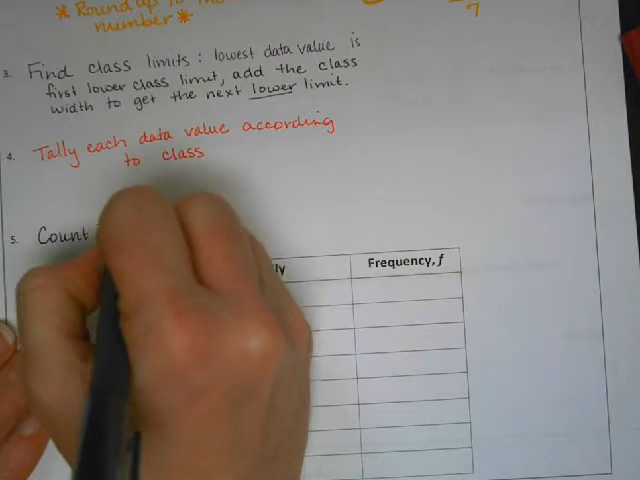 * Round up to
number *
7
3. Find class limits : lowest data value is
first lower class limit, add the class
width to get the next lower limit.
4. Tally each data value according
to class
5. Count
Frequency, f